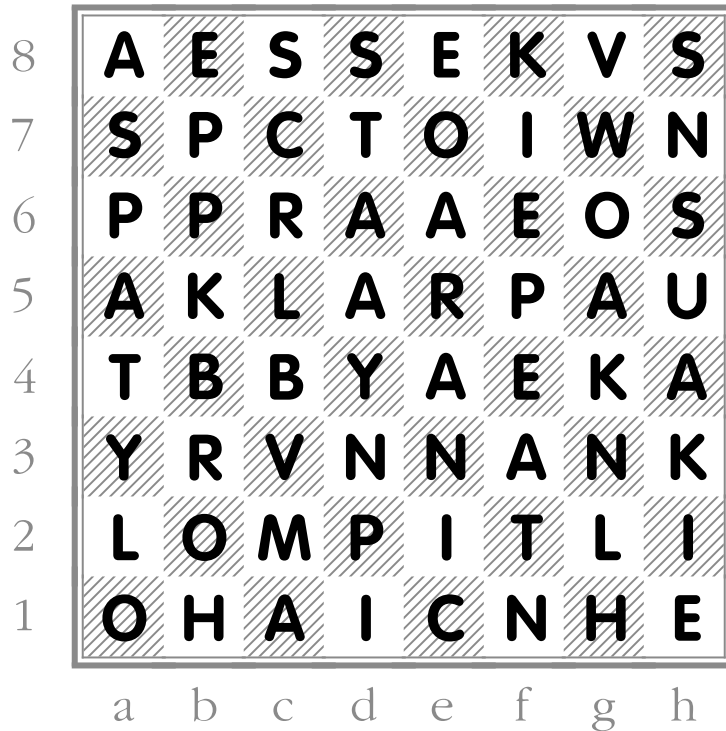 8 A E S S E K V S
7 S P C T O I W N
6 P P R A A E O S
5 A K L A R P A U
4 T B B Y A E K A
3 Y R V N N A N K
2 L O M P I T L I
1 O H A I C N H E
a b c d e f g h